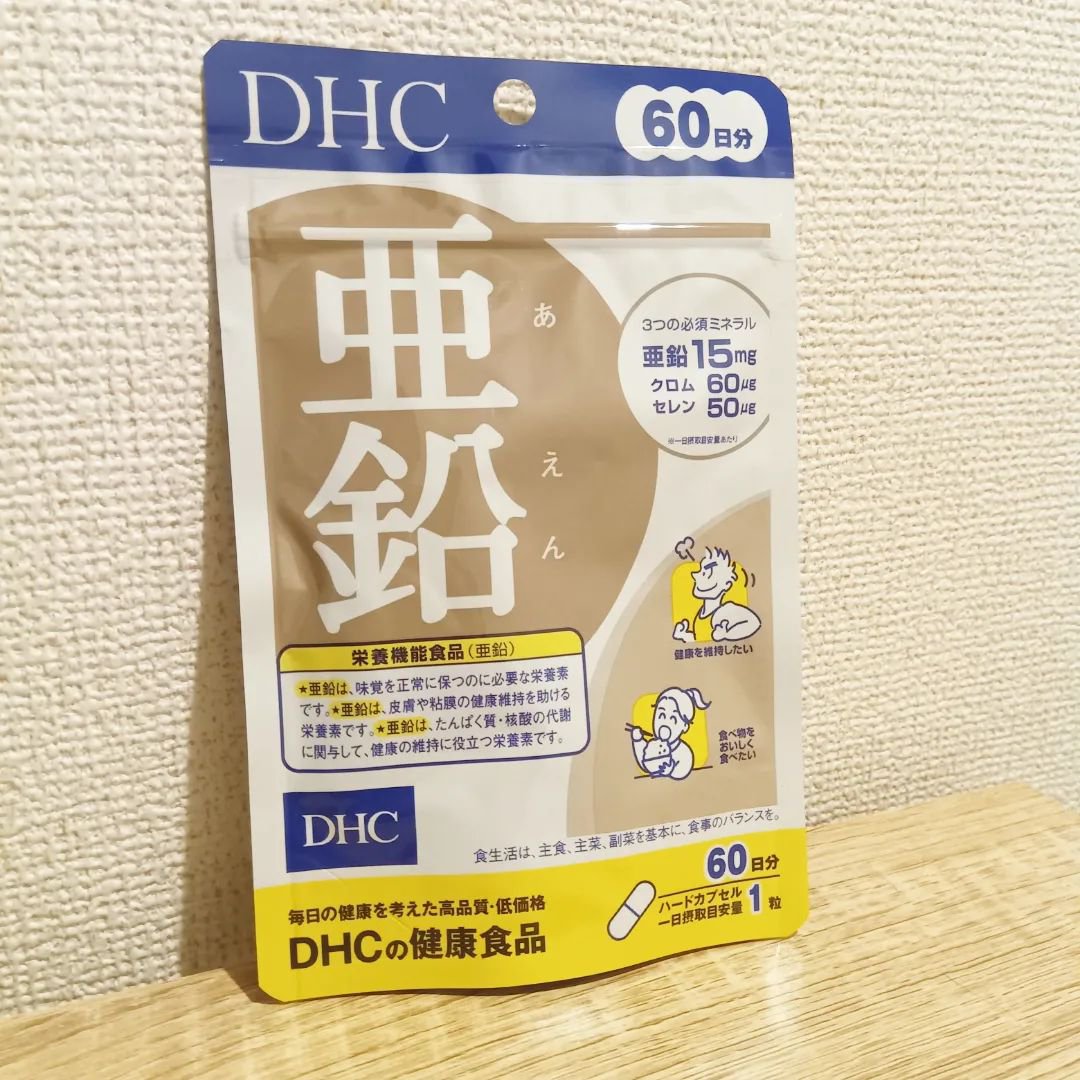 DHC
60日分
亜鉛
あえん
3つの必須ミネラル
亜鉛15mg
クロム 60μg
セレン 50μg
※一日摂取目安量あたり
健康を維持したい
食べ物を
おいしく
食べたい
栄養機能食品(亜鉛)
★亜鉛は、味覚を正常に保つのに必要な栄養素
です。★亜鉛は、皮膚や粘膜の健康維持を助ける
栄養素です。★亜鉛は、たんぱく質・核酸の代謝
に関与して、健康の維持に役立つ栄養素です。
DHC
食生活は、主食、主菜、副菜を基本に、食事のバランスを。
毎日の健康を考えた高品質・低価格
DHCの健康食品
60日分
ハードカプセル
一日摂取目安量 1粒